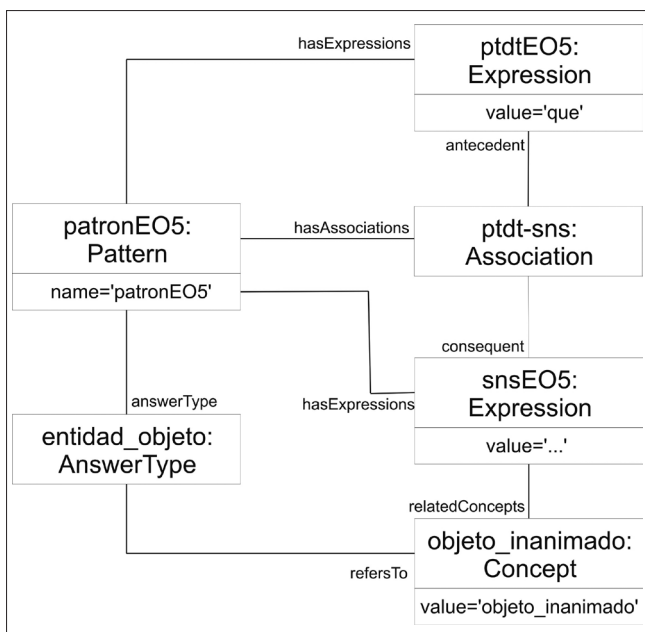 hasExpressions
ptdtEO5:
Expression
value='que'
antecedent
patronEO5:
Pattern
name='patronEO5'
hasAssociations
ptdt-sns:
Association
consequent
answerType
hasExpressions
snsEO5:
Expression
value='...'
entidad_objeto:
AnswerType
relatedConcepts
refersTo
objeto_inanimado:
Concept
value='objeto_inanimado'